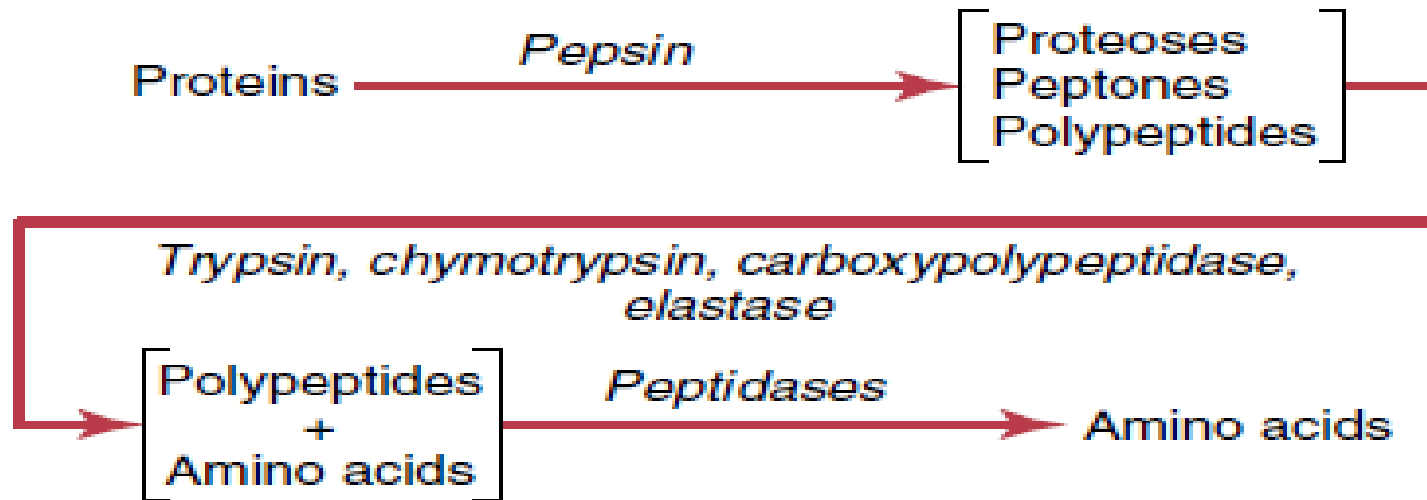 Pepsin
Proteins
Proteoses
Peptones
Polypeptides
Trypsin, chymotrypsin, carboxypolypeptidase,
elastase
Polypeptides
+
Amino acids
Peptidases
Amino acids